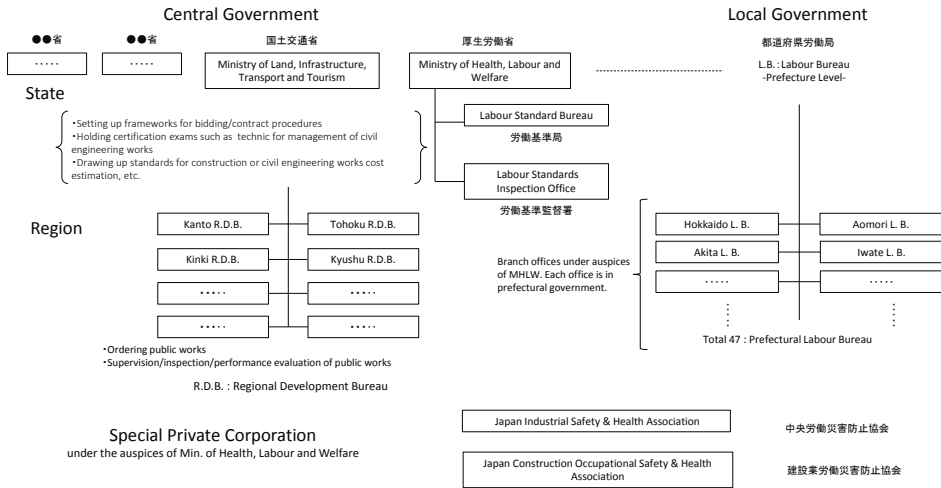 Central Government
Local Government
●●省
●●省
国土交通省
厚生労働省
都道府県労働局
・・・・・
・・・・・
Ministry of Land, Infrastructure,
Transport and Tourism
Ministry of Health, Labour and
Welfare
L.B. : Labour Bureau
-Prefecture Level-
State
・Setting up frameworks for bidding/contract procedures
・Holding certification exams such as technic for management of civil
engineering works
・Drawing up standards for construction or civil engineering works cost
estimation, etc.
Labour Standard Bureau
労働基準局
Labour Standards
Inspection Office
労働基準監督署
Region
Kanto R.D.B.
Tohoku R.D.B.
Kinki R.D.B.
Kyushu R.D.B.
・・・・・
・・・・・
・・・・・
・・・・・
・Ordering public works
・Supervision/inspection/performance evaluation of public works
R.D.B. : Regional Development Bureau
Branch offices under auspices
of MHLW. Each office is in
prefectural government.
Hokkaido L. B.
Aomori L. B.
Akita L. B.
Iwate L. B.
・・・・・
・・・・・
Total 47 : Prefectural Labour Bureau
Special Private Corporation
under the auspices of Min. of Health, Labour and Welfare
Japan Industrial Safety & Health Association
中央労働災害防止協会
Japan Construction Occupational Safety & Health
Association
建設業労働災害防止協会